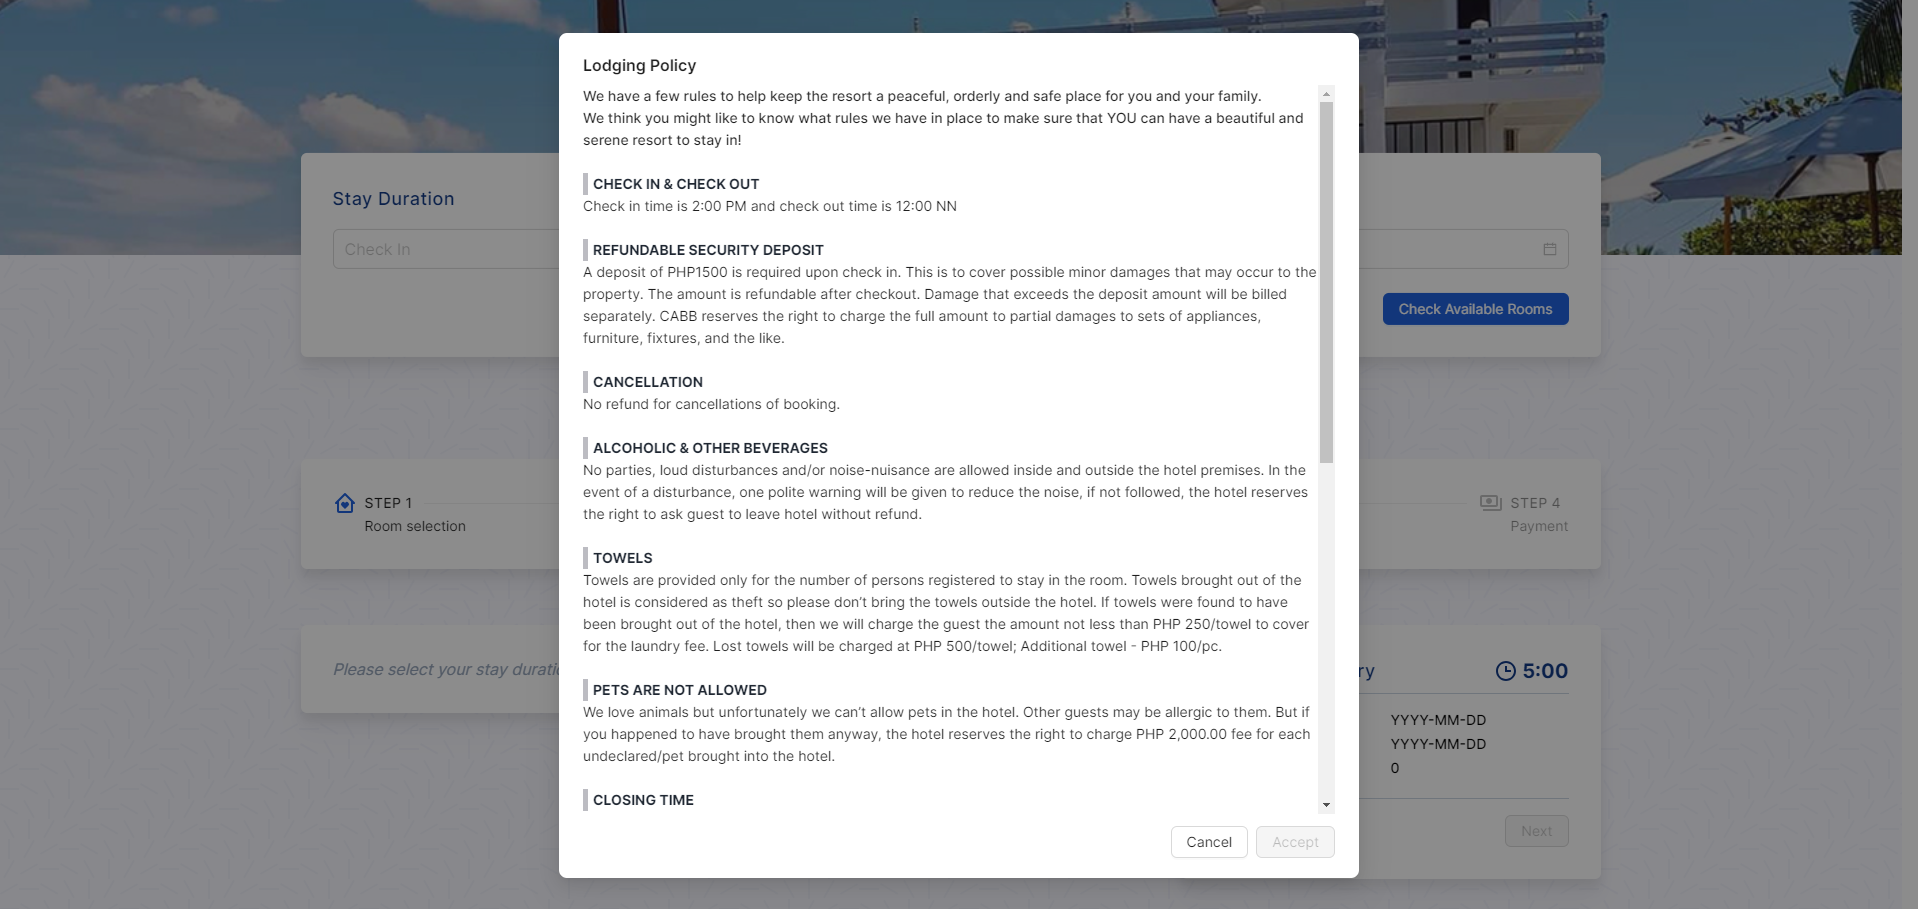 Lodging Policy
We have a few rules to help keep the resort a peaceful, orderly and safe place for you and your family.
We think you might like to know what rules we have in place to make sure that YOU can have a beautiful and
serene resort to stay in!
CHECK IN & CHECK OUT
Check in time is 2:00 PM and check out time is 12:00 NN
REFUNDABLE SECURITY DEPOSIT
A deposit of PHP1500 is required upon check in. This is to cover possible minor damages that may occur to the
property. The amount is refundable after checkout. Damage that exceeds the deposit amount will be billed
separately. CABB reserves the right to charge the full amount to partial damages to sets of appliances,
furniture, fixtures, and the like.
CANCELLATION
No refund for cancellations of booking.
ALCOHOLIC & OTHER BEVERAGES
No parties, loud disturbances and/or noise-nuisance are allowed inside and outside the hotel premises. In the
event of a disturbance, one polite warning will be given to reduce the noise, if not followed, the hotel reserves
the right to ask guest to leave hotel without refund.
TOWELS
Towels are provided only for the number of persons registered to stay in the room. Towels brought out of the
hotel is considered as theft so please don’t bring the towels outside the hotel. If towels were found to have
been brought out of the hotel, then we will charge the guest the amount not less than PHP 250/towel to cover
for the laundry fee. Lost towels will be charged at PHP 500/towel; Additional towel - PHP 100/pc.
PETS ARE NOT ALLOWED
We love animals but unfortunately we can’t allow pets in the hotel. Other guests may be allergic to them. But if
you happened to have brought them anyway, the hotel reserves the right to charge PHP 2,000.00 fee for each
undeclared/pet brought into the hotel.
CLOSING TIME
Cancel
Accept
Stay Duration
Check In
Check Available Rooms
STEP 1
Room selection
STEP 4
Payment
Please select your stay durati
ry
5:00
YYYY-MM-DD
YYYY-MM-DD
0
Next